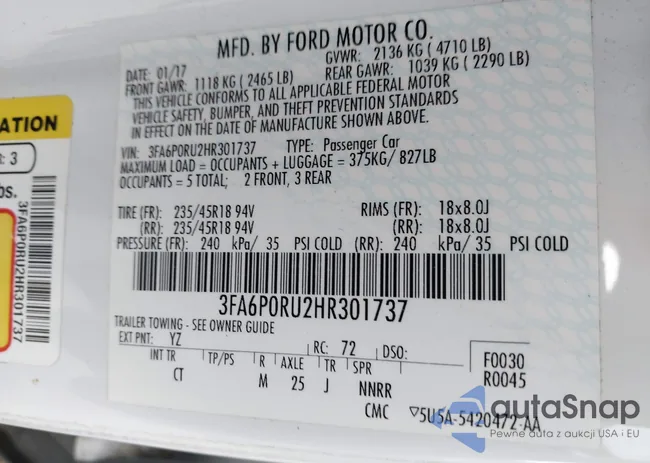 MFD. BY FORD MOTOR CO.
DATE: 01/17 GVWR: 2136 KG (4710 LB)
FRONT GAWR: 1118 KG (2465 LB) REAR GAWR: 1039 KG (2290 LB)
THIS VEHICLE CONFORMS TO ALL APPLICABLE FEDERAL MOTOR
VEHICLE SAFETY, BUMPER, AND THEFT PREVENTION STANDARDS
IN EFFECT ON THE DATE OF MANUFACTURE SHOWN ABOVE.
VIN: 3FA6P0RU2HR301737 TYPE: Passenger Car
MAXIMUM LOAD = OCCUPANTS + LUGGAGE = 375KG/ 827LB
OCCUPANTS = 5 TOTAL; 2 FRONT, 3 REAR
TIRE (FR): 235/45R18 94V RIMS (FR): 18x8.0J
(RR): 235/45R18 94V (RR): 18x8.0J
PRESSURE (FR): 240 kPa/ 35 PSI COLD (RR): 240 kPa/ 35 PSI COLD
3FA6P0RU2HR301737
TRAILER TOWING - SEE OWNER GUIDE
EXT PNT: YZ RC: 72 DSO: F0030
R0045
INT TR TP/PS R AXLE TR SPR
CT M 25 J NNRR
CMC ▽5U5A-5420472-AA
ATION
: 3
bs.
3FA6P0RU2HR301737
autoSnap
Pewne auta z aukcji USA i EU